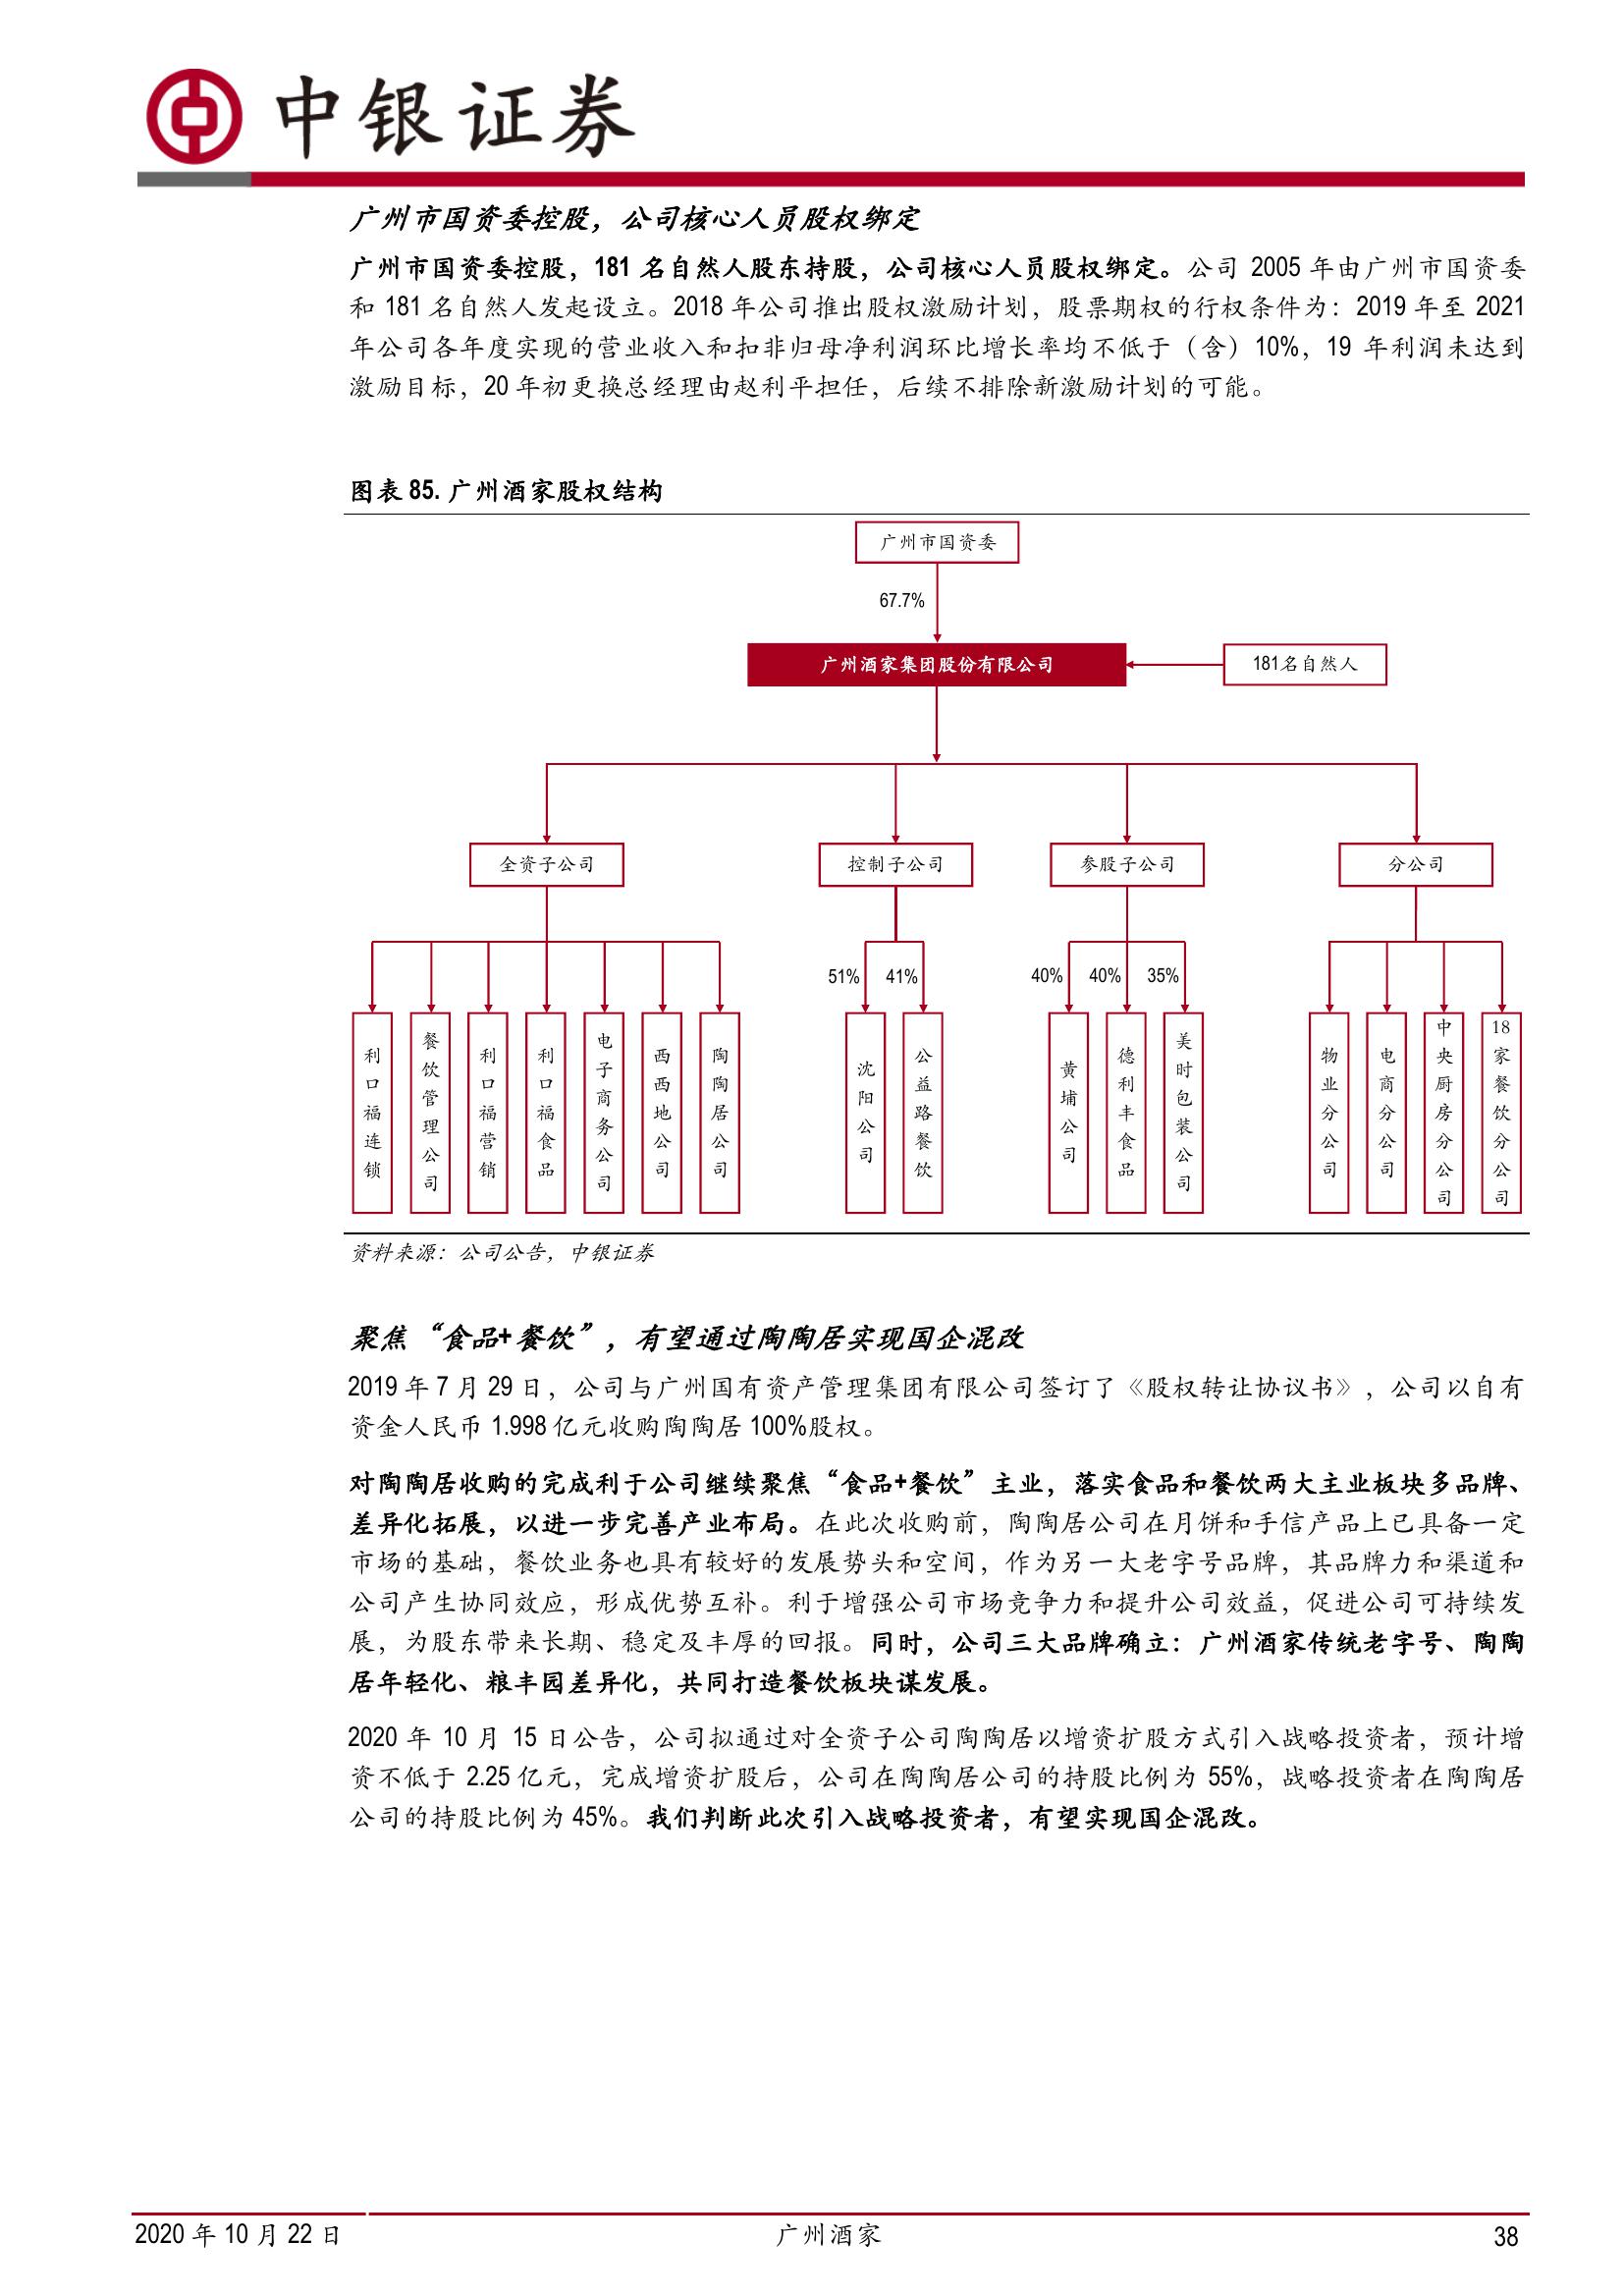 中银证券
广州市国资委控股，公司核心人员股权绑定
广州市国资委控股，181 名自然人股东持股，公司核心人员股权绑定。公司 2005 年由广州市国资委
和 181 名自然人发起设立。2018 年公司推出股权激励计划，股票期权的行权条件为：2019 年至 2021
年公司各年度实现的营业收入和扣非归母净利润环比增长率均不低于（含）10%，19 年利润未达到
激励目标，20 年初更换总经理由赵利平担任，后续不排除新激励计划的可能。
图表 85. 广州酒家股权结构
广州市国资委
67.7%
广州酒家集团股份有限公司
181名自然人
全资子公司
控制子公司
参股子公司
分公司
51%
41%
40%
40%
35%
利口福连锁
餐饮管理公司
利口福营销
利口福食品
电子商务公司
西西地公司
陶陶居公司
沈阳公司
公益路餐饮
黄埔公司
德利丰食品
美时包装公司
物业分公司
电商分公司
中央厨房分公司
18家餐饮分公司
资料来源：公司公告，中银证券
聚焦“食品+餐饮”，有望通过陶陶居实现国企混改
2019 年 7 月 29 日，公司与广州国有资产管理集团有限公司签订了《股权转让协议书》，公司以自有
资金人民币 1.998 亿元收购陶陶居 100%股权。
对陶陶居收购的完成利于公司继续聚焦“食品+餐饮”主业，落实食品和餐饮两大主业板块多品牌、
差异化拓展，以进一步完善产业布局。在此次收购前，陶陶居公司在月饼和手信产品上已具备一定
市场的基础，餐饮业务也具有较好的发展势头和空间，作为另一大老字号品牌，其品牌力和渠道和
公司产生协同效应，形成优势互补。利于增强公司市场竞争力和提升公司效益，促进公司可持续发
展，为股东带来长期、稳定及丰厚的回报。同时，公司三大品牌确立：广州酒家传统老字号、陶陶
居年轻化、粮丰园差异化，共同打造餐饮板块谋发展。
2020 年 10 月 15 日公告，公司拟通过对全资子公司陶陶居以增资扩股方式引入战略投资者，预计增
资不低于 2.25 亿元，完成增资扩股后，公司在陶陶居公司的持股比例为 55%，战略投资者在陶陶居
公司的持股比例为 45%。我们判断此次引入战略投资者，有望实现国企混改。
2020 年 10 月 22 日
广州酒家
38